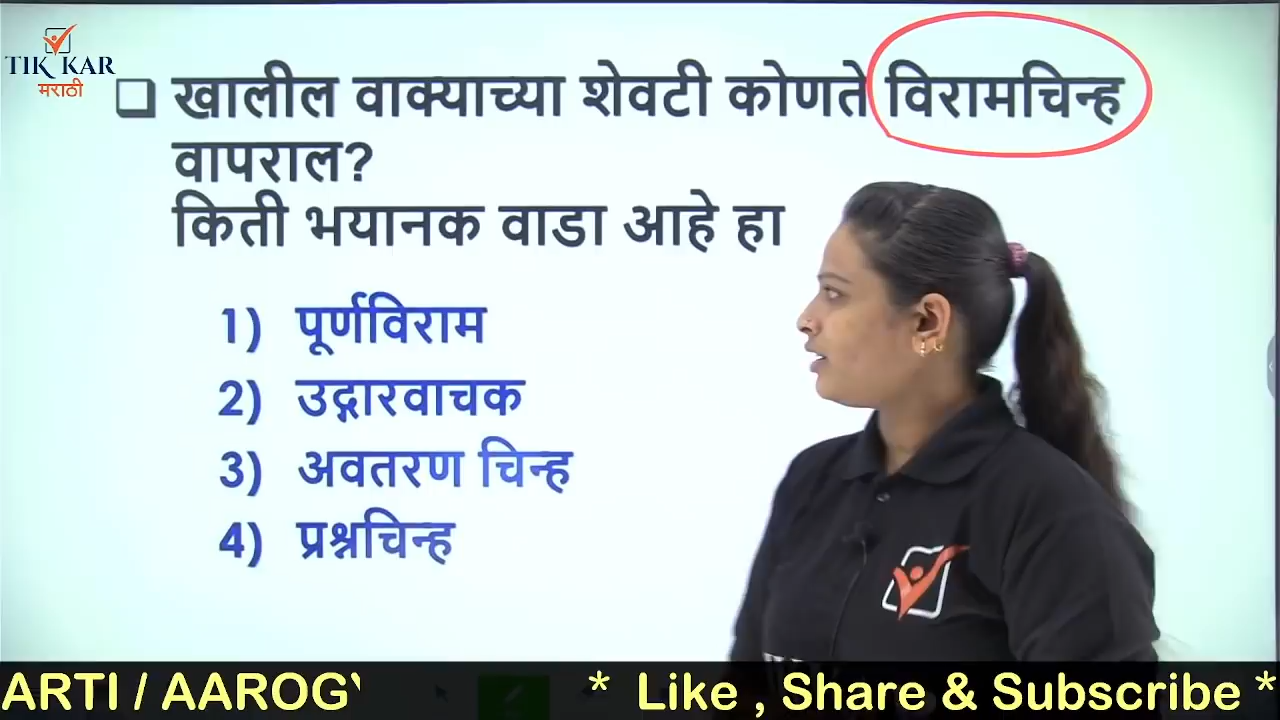 TIK KAR
मराठी
❑ खालील वाक्याच्या शेवटी कोणते विरामचिन्ह
वापराल?
किती भयानक वाडा आहे हा
1) पूर्णविराम
2) उद्गारवाचक
3) अवतरण चिन्ह
4) प्रश्नचिन्ह
ARTI / AAROGY * Like , Share & Subscribe *